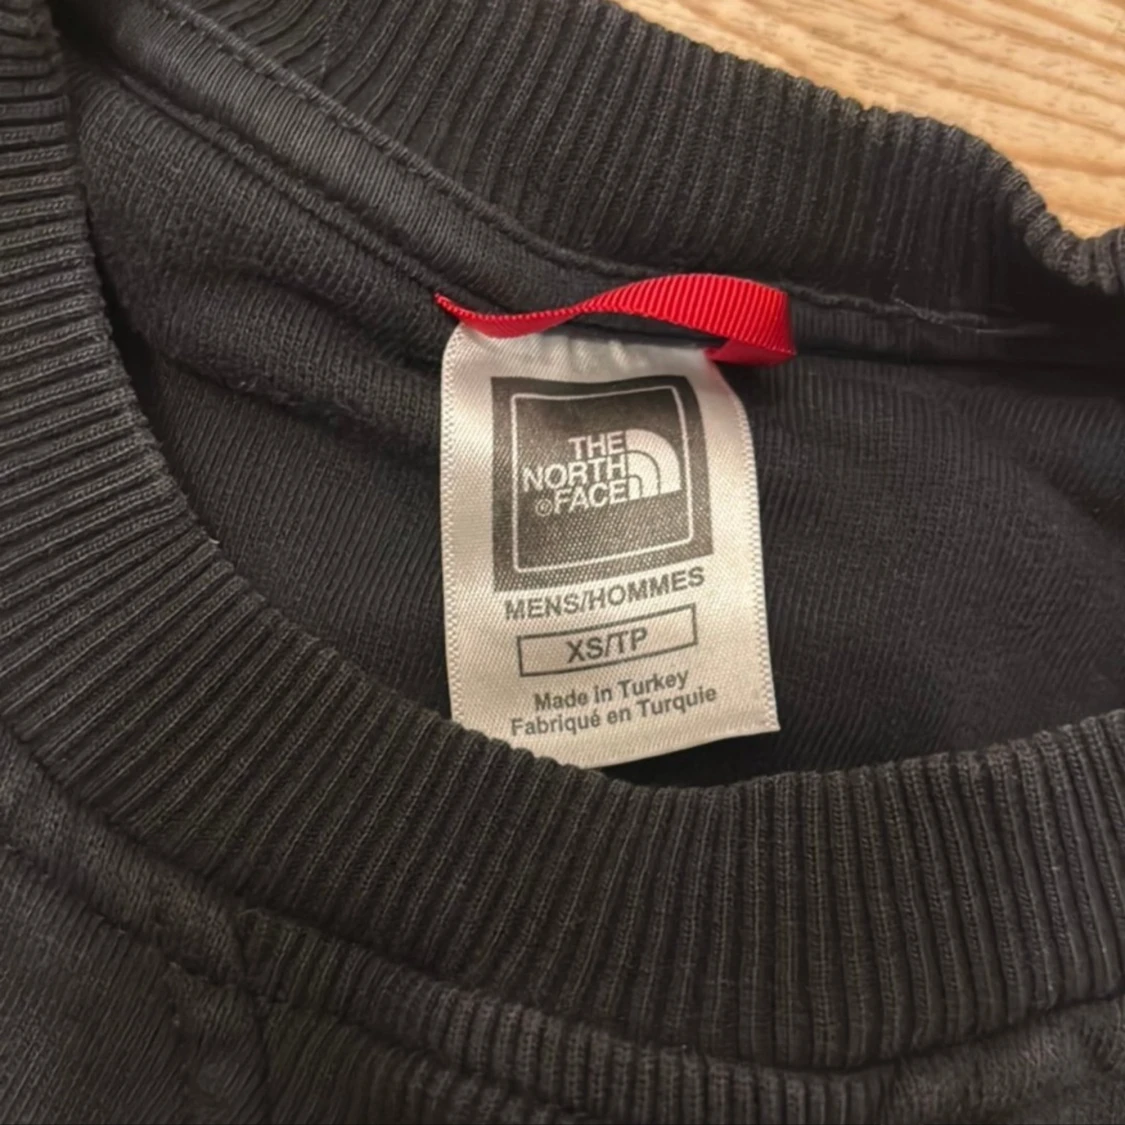 THE
NORTH
©FACE
MENS/HOMMES
XS/TP
Made in Turkey
Fabriqué en Turquie